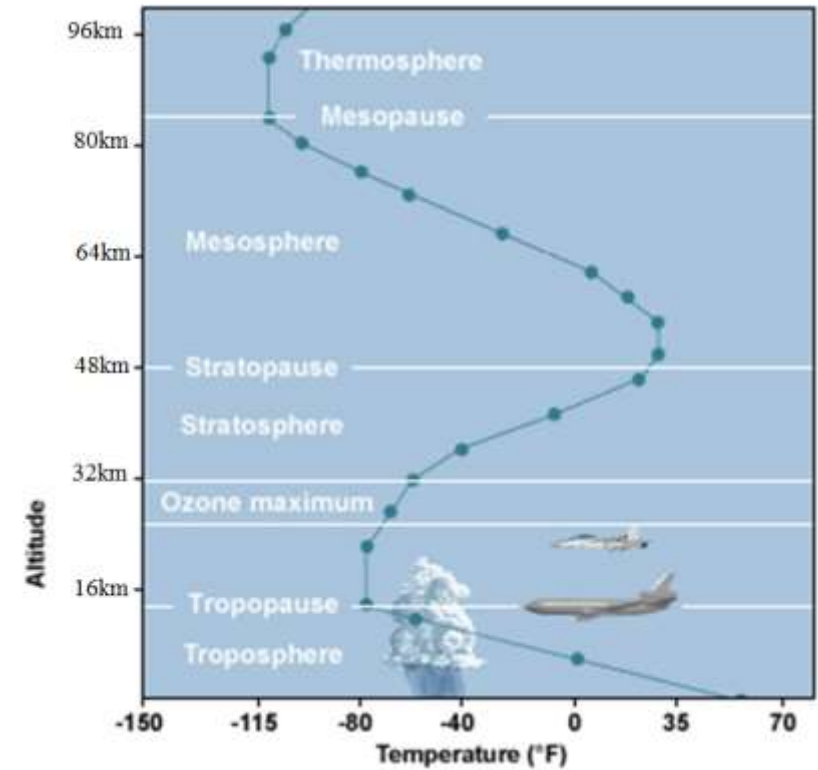 96km
Thermosphere
Mesopause
80km
Mesosphere
64km
48km
Stratopause
Stratosphere
32km
Ozone maximum
Altitude
16km
Tropopause
Troposphere
-150 -115 -80 -40 0 35 70
Temperature (°F)